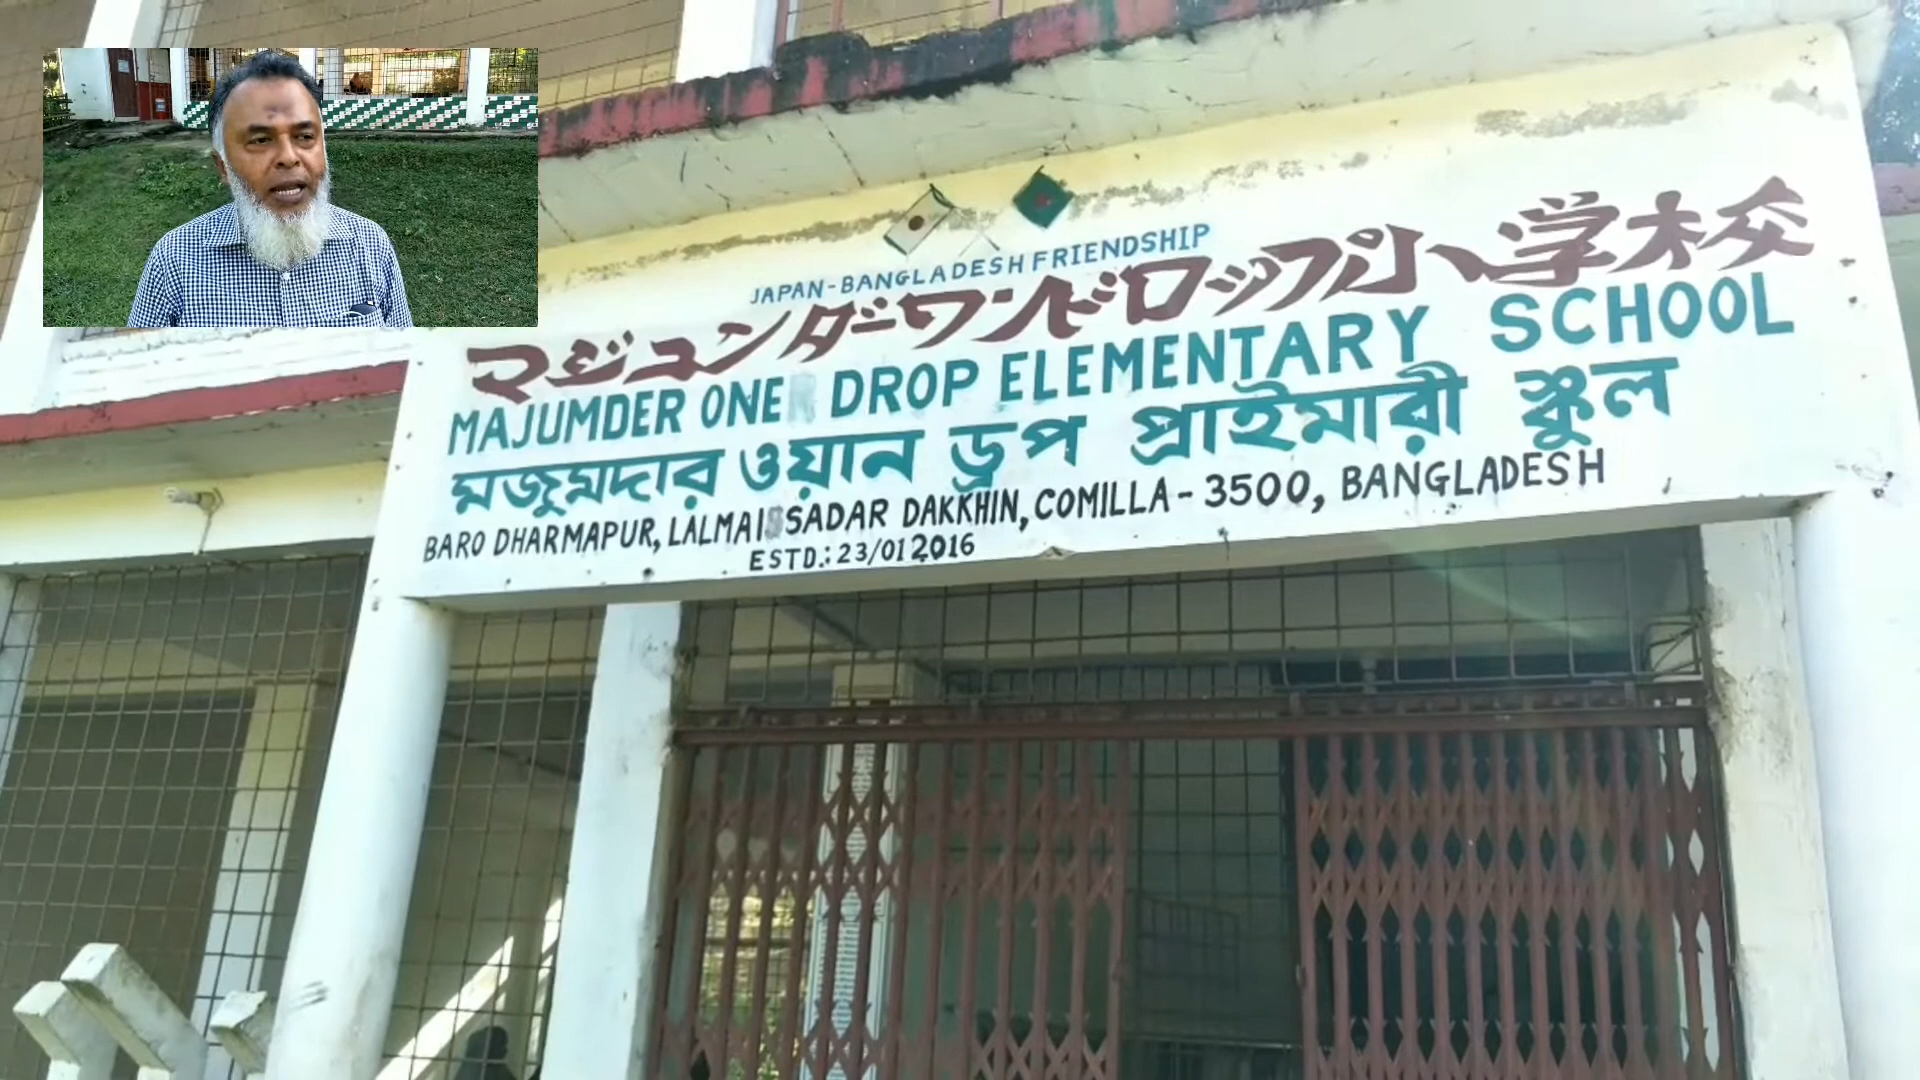 JAPAN-BANGLADESH FRIENDSHIP
マジュンダーワンドロップ小学校
MAJUMDER ONE DROP ELEMENTARY SCHOOL
মজুমদার ওয়ান ড্রপ প্রাইমারী স্কুল
BARO DHARMAPUR, LALMAI SADAR DAKKHIN, COMILLA - 3500, BANGLADESH
ESTD.: 23/01 2016